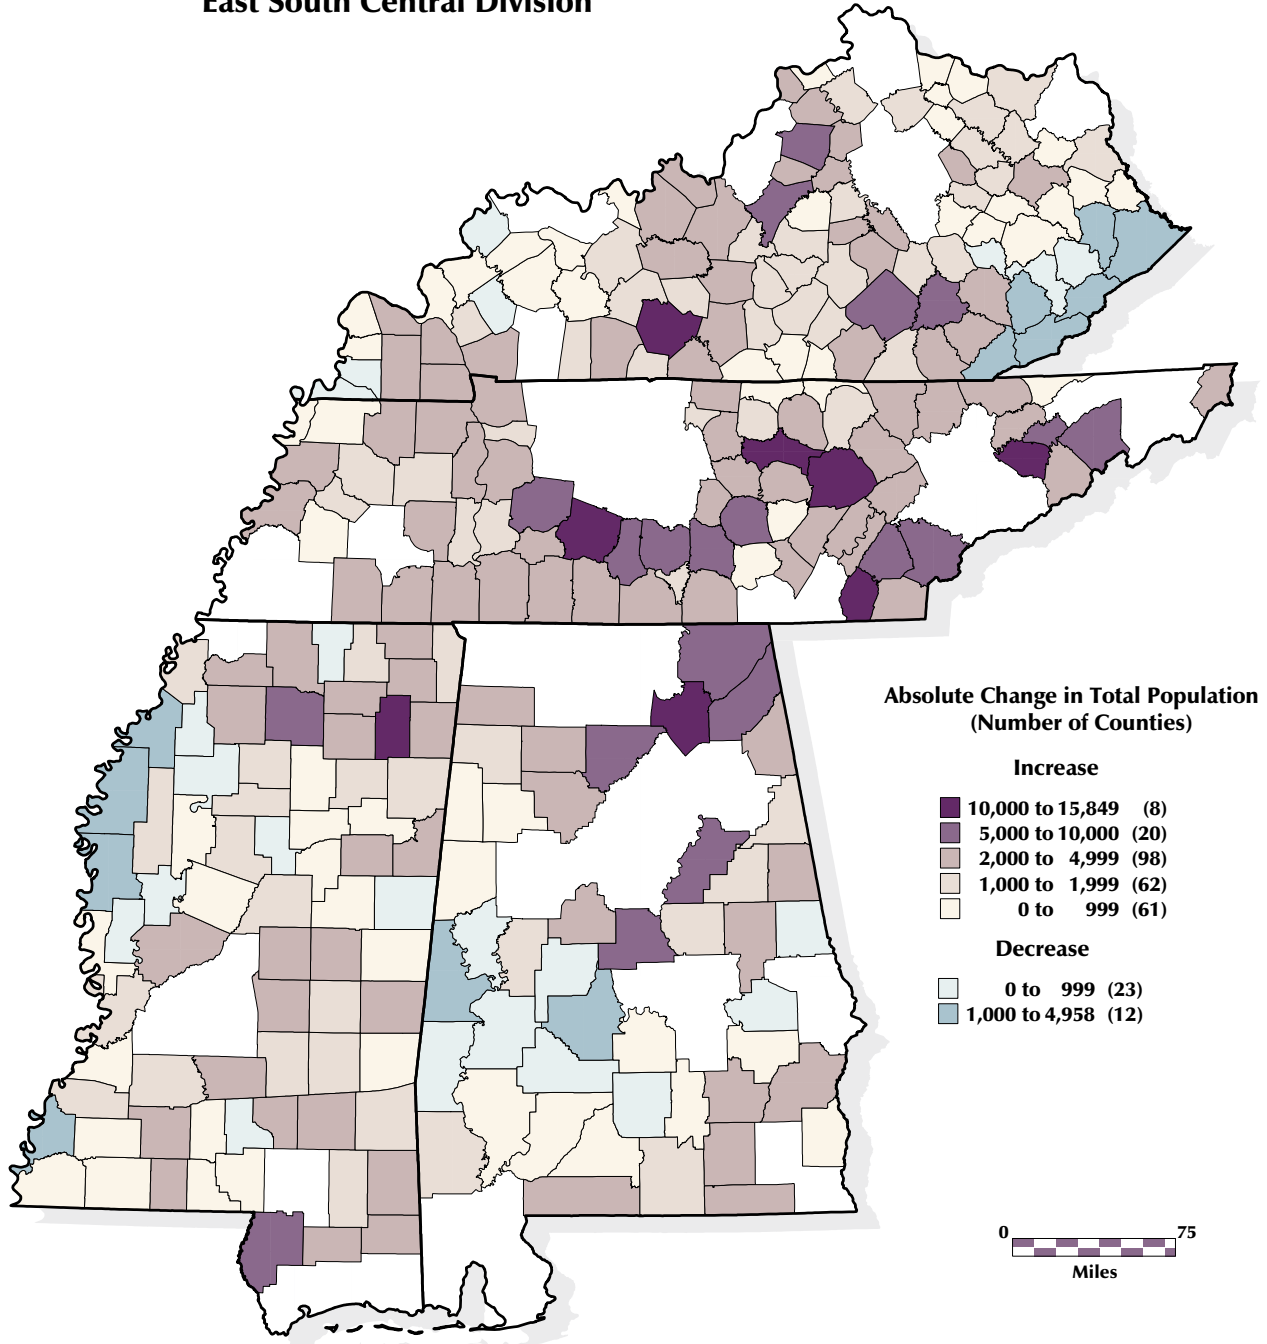 East South Central Division
Absolute Change in Total Population
(Number of Counties)
Increase
10,000 to 15,849 (8)
5,000 to 10,000 (20)
2,000 to 4,999 (98)
1,000 to 1,999 (62)
0 to 999 (61)
Decrease
0 to 999 (23)
1,000 to 4,958 (12)
0 75
Miles